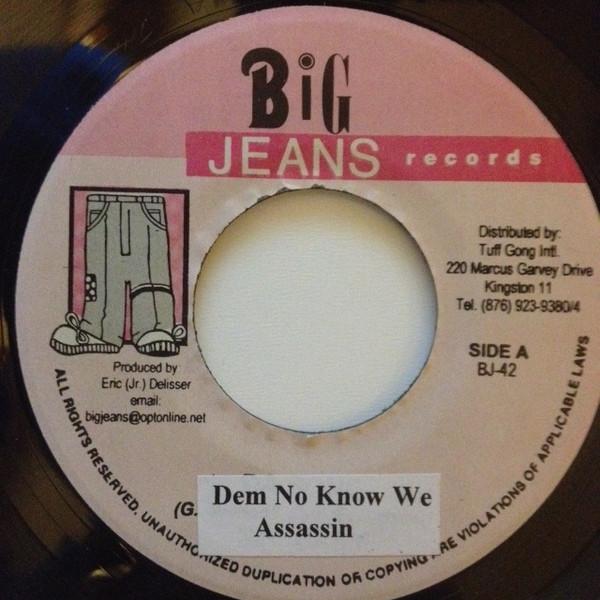 BiG
JEANS records
Distributed by:
Tuff Gong Intl.
220 Marcus Garvey Drive
Kingston 11
Tel. (876) 923-9380/4
SIDE A
BJ-42
Produced by
Eric (Jr.) Delisser
email:
bigjeans@optonline.net
(G.
Dem No Know We
Assassin
ALL RIGHTS RESERVED. UNAUTHORIZED DUPLICATION OR COPYING ARE VIOLATIONS OF APPLICABLE LAWS